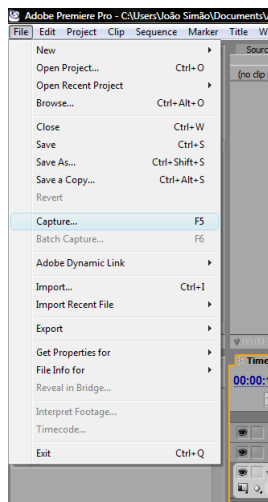 Adobe Premiere Pro - C:\Users\João Simão\Documents\
File Edit Project Clip Sequence Marker Title W
New
Open Project... Ctrl+O
Open Recent Project
Browse... Ctrl+Alt+O
Close Ctrl+W
Save Ctrl+S
Save As... Ctrl+Shift+S
Save a Copy... Ctrl+Alt+S
Revert
Capture... F5
Batch Capture... F6
Adobe Dynamic Link
Import... Ctrl+I
Import Recent File
Export
Get Properties for
File Info for
Reveal in Bridge...
Interpret Footage...
Timecode...
Exit Ctrl+Q
Sourc
(no clip
Time
00:00: